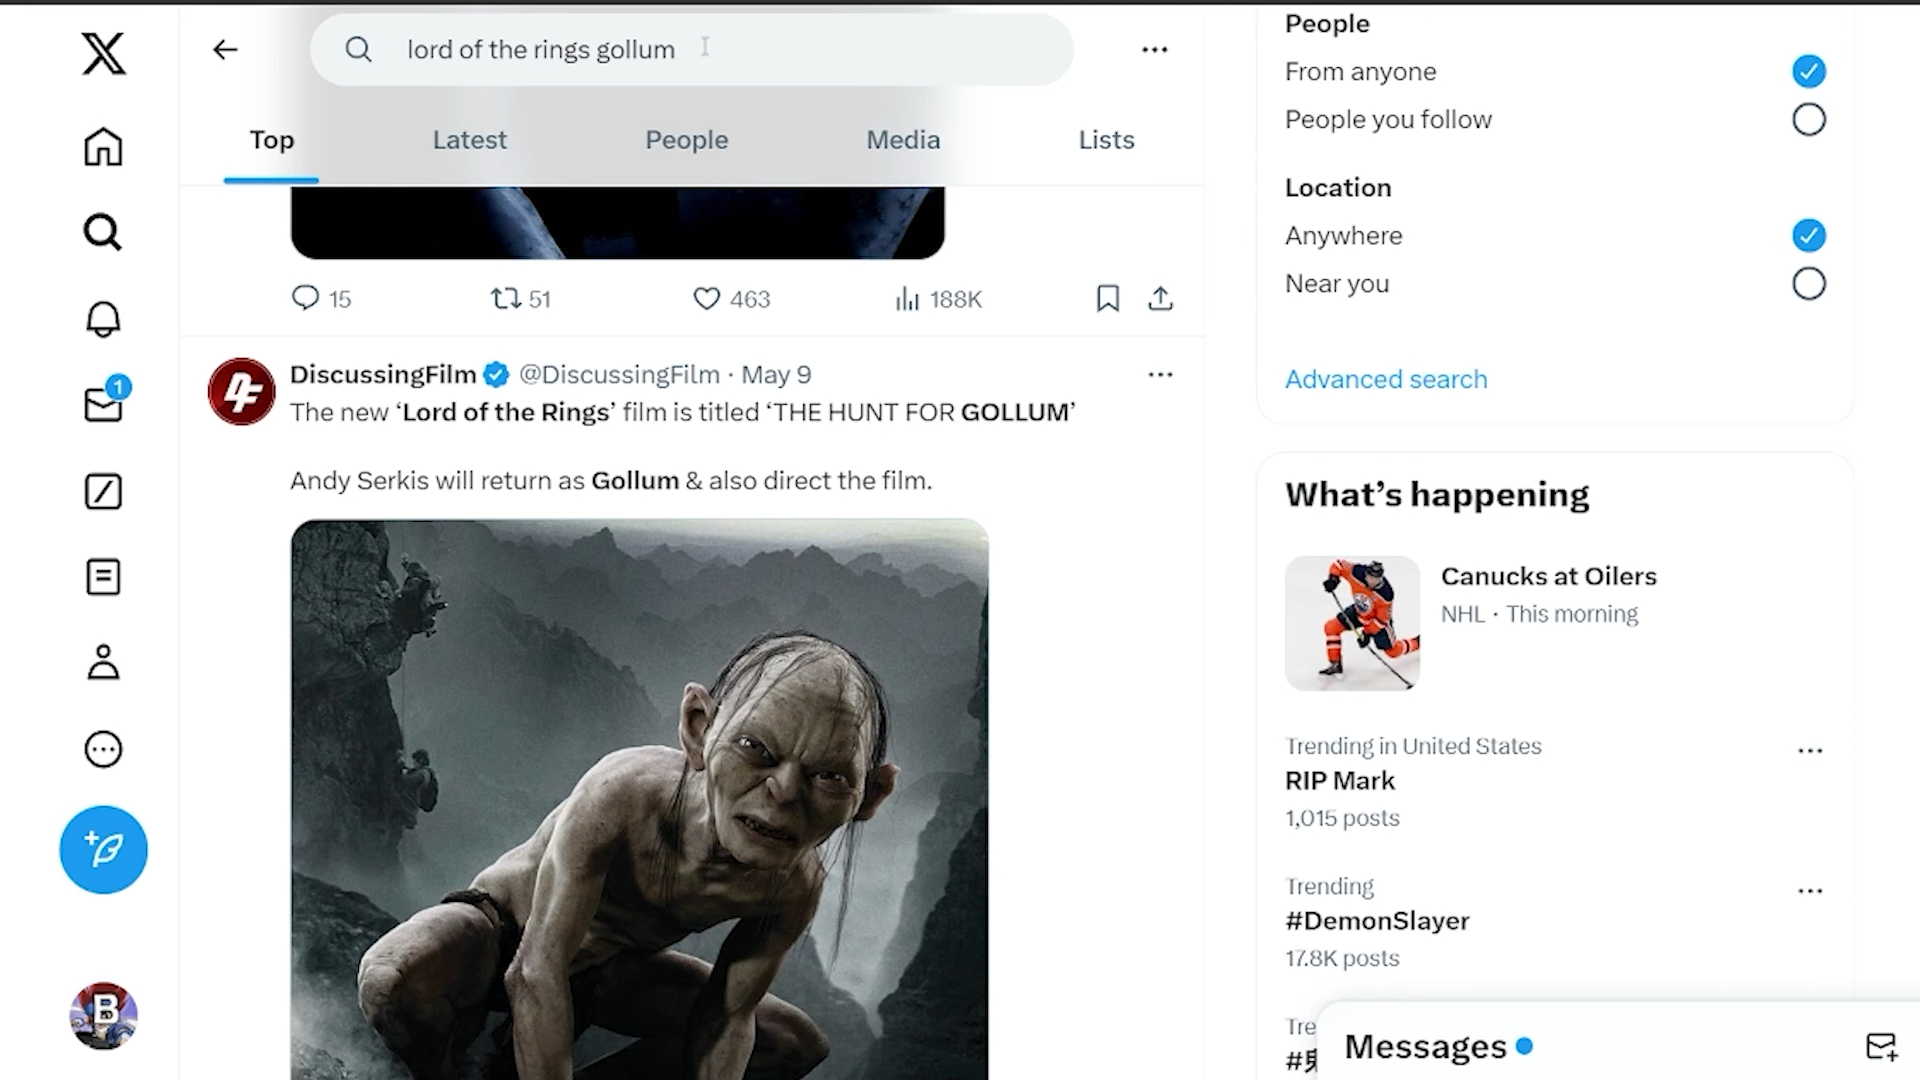 lord of the rings gollum
Top
Latest
People
Media
Lists
15
51
463
188K
DiscussingFilm @DiscussingFilm · May 9
The new ‘Lord of the Rings’ film is titled ‘THE HUNT FOR GOLLUM’
Andy Serkis will return as Gollum & also direct the film.
1
B
People
From anyone
People you follow
Location
Anywhere
Near you
Advanced search
What’s happening
Canucks at Oilers
NHL · This morning
Trending in United States
RIP Mark
1,015 posts
Trending
#DemonSlayer
17.8K posts
Messages